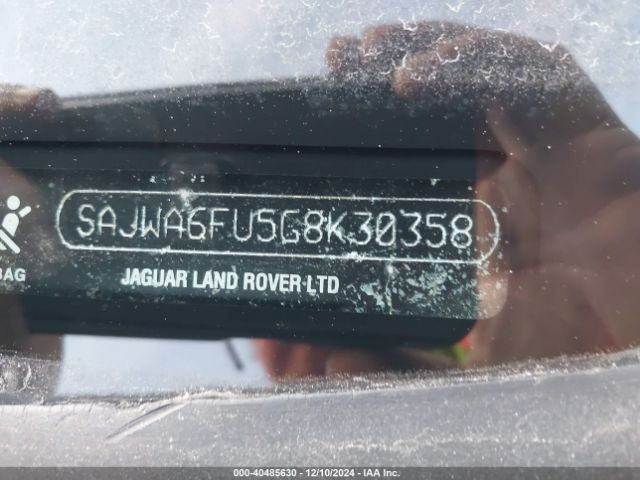 SAJWA6FU5G8K30358
BAG
JAGUAR LAND ROVER LTD
000-40485630 - 12/10/2024 - IAA Inc.